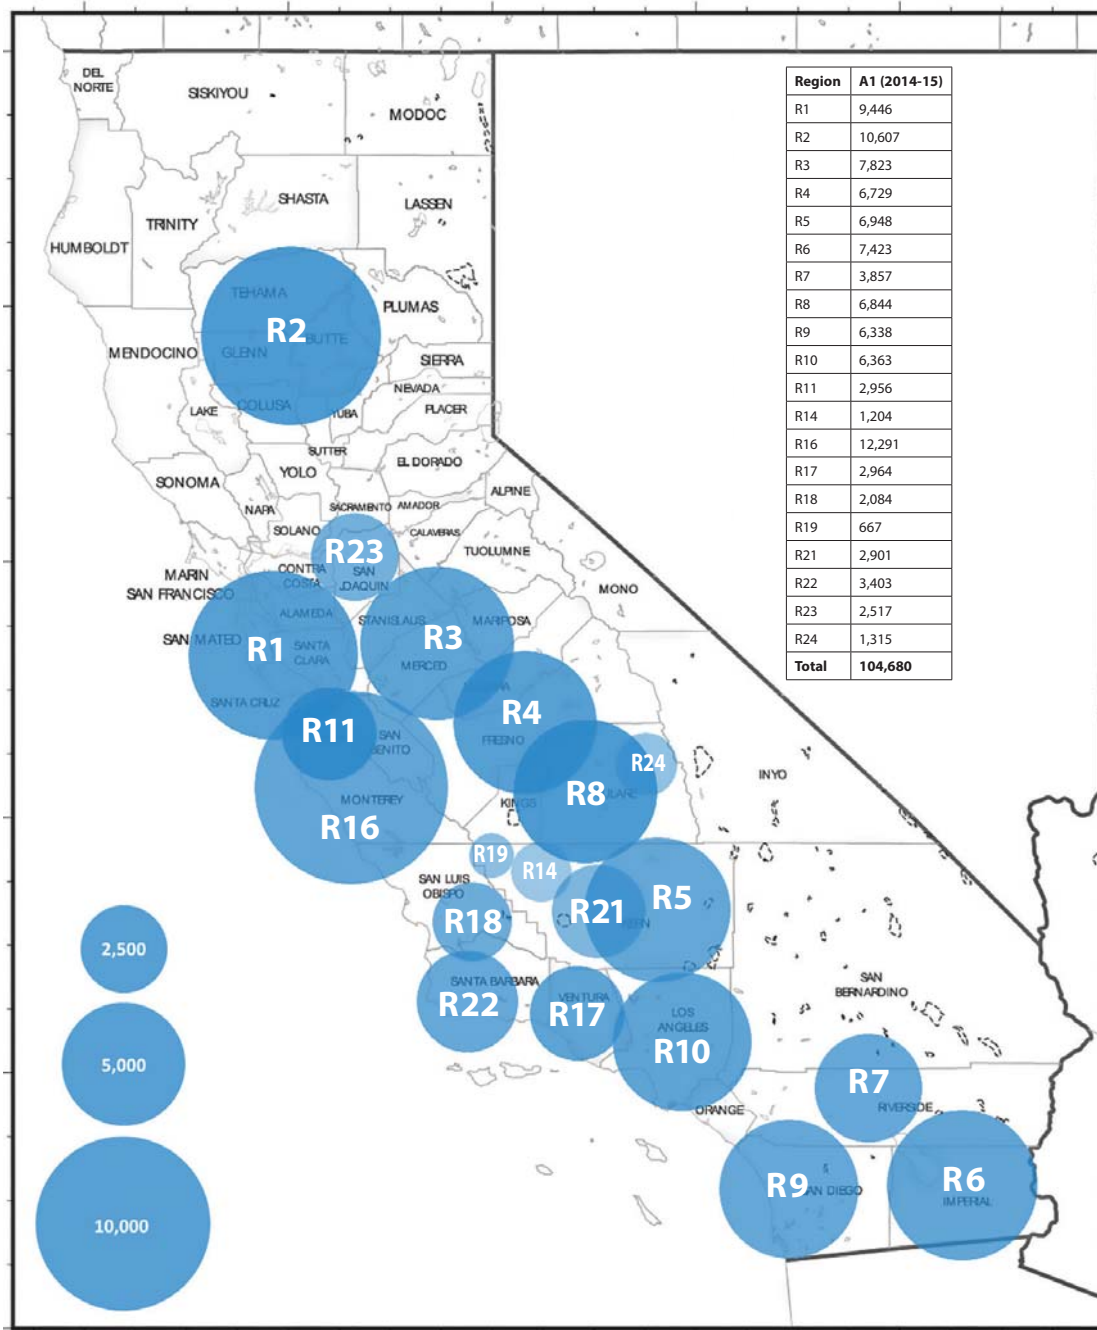 Region A1 (2014-15)
R1 9,446
R2 10,607
R3 7,823
R4 6,729
R5 6,948
R6 7,423
R7 3,857
R8 6,844
R9 6,338
R10 6,363
R11 2,956
R14 1,204
R16 12,291
R17 2,964
R18 2,084
R19 667
R21 2,901
R22 3,403
R23 2,517
R24 1,315
Total 104,680
DEL
NORTE
SISKIYOU
MODOC
SHASTA
LASSEN
TRINITY
HUMBOLDT
TEHAMA
PLUMAS
R2
BUTTE
MENDOCINO
GLENN
SIERRA
NEVADA
COLUSA
LAKE
YUBA
PLACER
SUTTER
EL DORADO
YOLO
SONOMA
ALPINE
NAPA
SACRAMENTO
AMADOR
SOLANO
CALAVERAS
R23
TUOLUMNE
CONTRA
COSTA
SAN
JOAQUIN
MARIN
SAN FRANCISCO
MONO
ALAMEDA
STANISLAUS
MARIPOSA
R3
SAN MATEO
R1
SANTA
CLARA
MERCED
SANTA CRUZ
R4
R11
SAN
BENITO
FRESNO
R24
INYO
R8
MONTEREY
KINGS
R16
R19
R14
SAN LUIS
OBISPO
R5
R21
R18
SANTA BARBARA
R22
VENTURA
R17
LOS
ANGELES
R10
SAN
BERNARDINO
R7
ORANGE
RIVERSIDE
R9
SAN DIEGO
R6
IMPERIAL
2,500
5,000
10,000